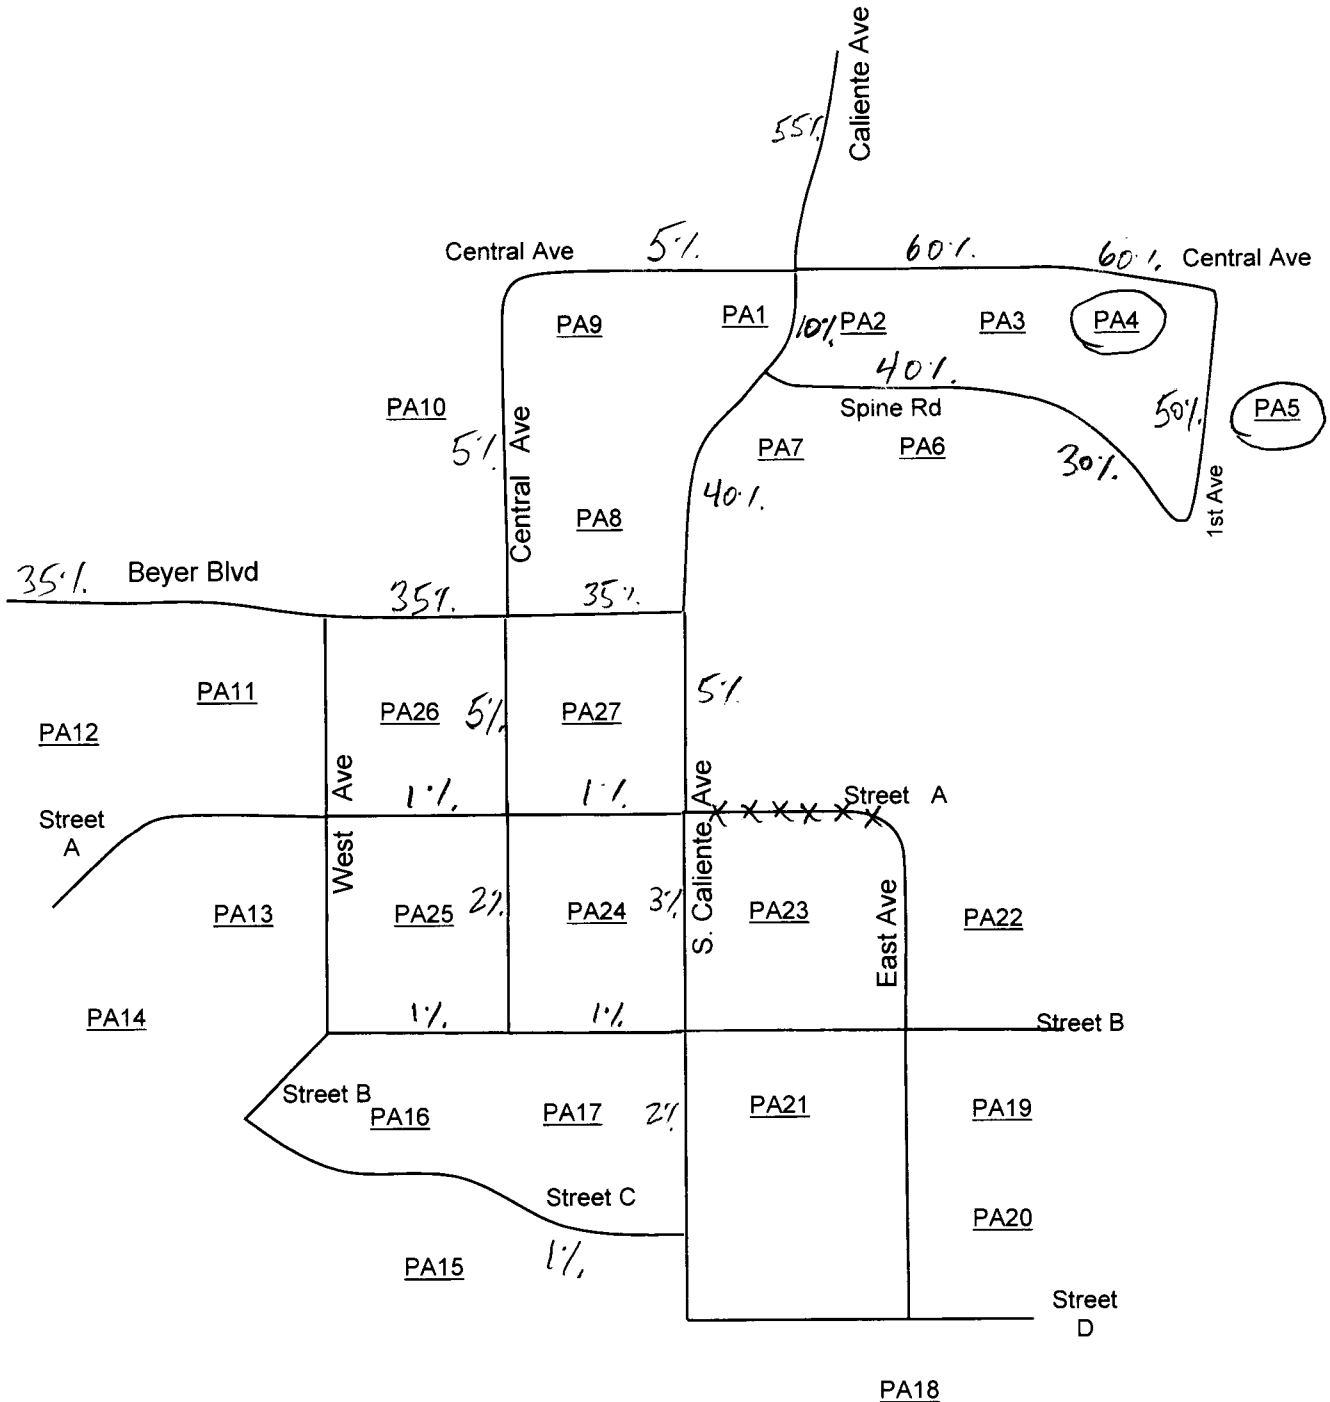 Caliente Ave
55%
Central Ave
5%
60%
60%
Central Ave
PA9
PA1
10%
PA2
PA3
PA4
40%
Spine Rd
PA10
5%
Central Ave
PA7
PA6
30%
50%
PA5
1st Ave
40%
PA8
35%
Beyer Blvd
35%
35%
PA11
PA12
PA26
5%
PA27
5%
West Ave
1%
1%
S. Caliente Ave
Street A
Street
A
PA13
PA25
2%
PA24
3%
PA23
East Ave
PA22
PA14
1%
1%
Street B
Street B
PA16
PA17
2%
PA21
PA19
Street C
PA20
PA15
1%
Street
D
PA18